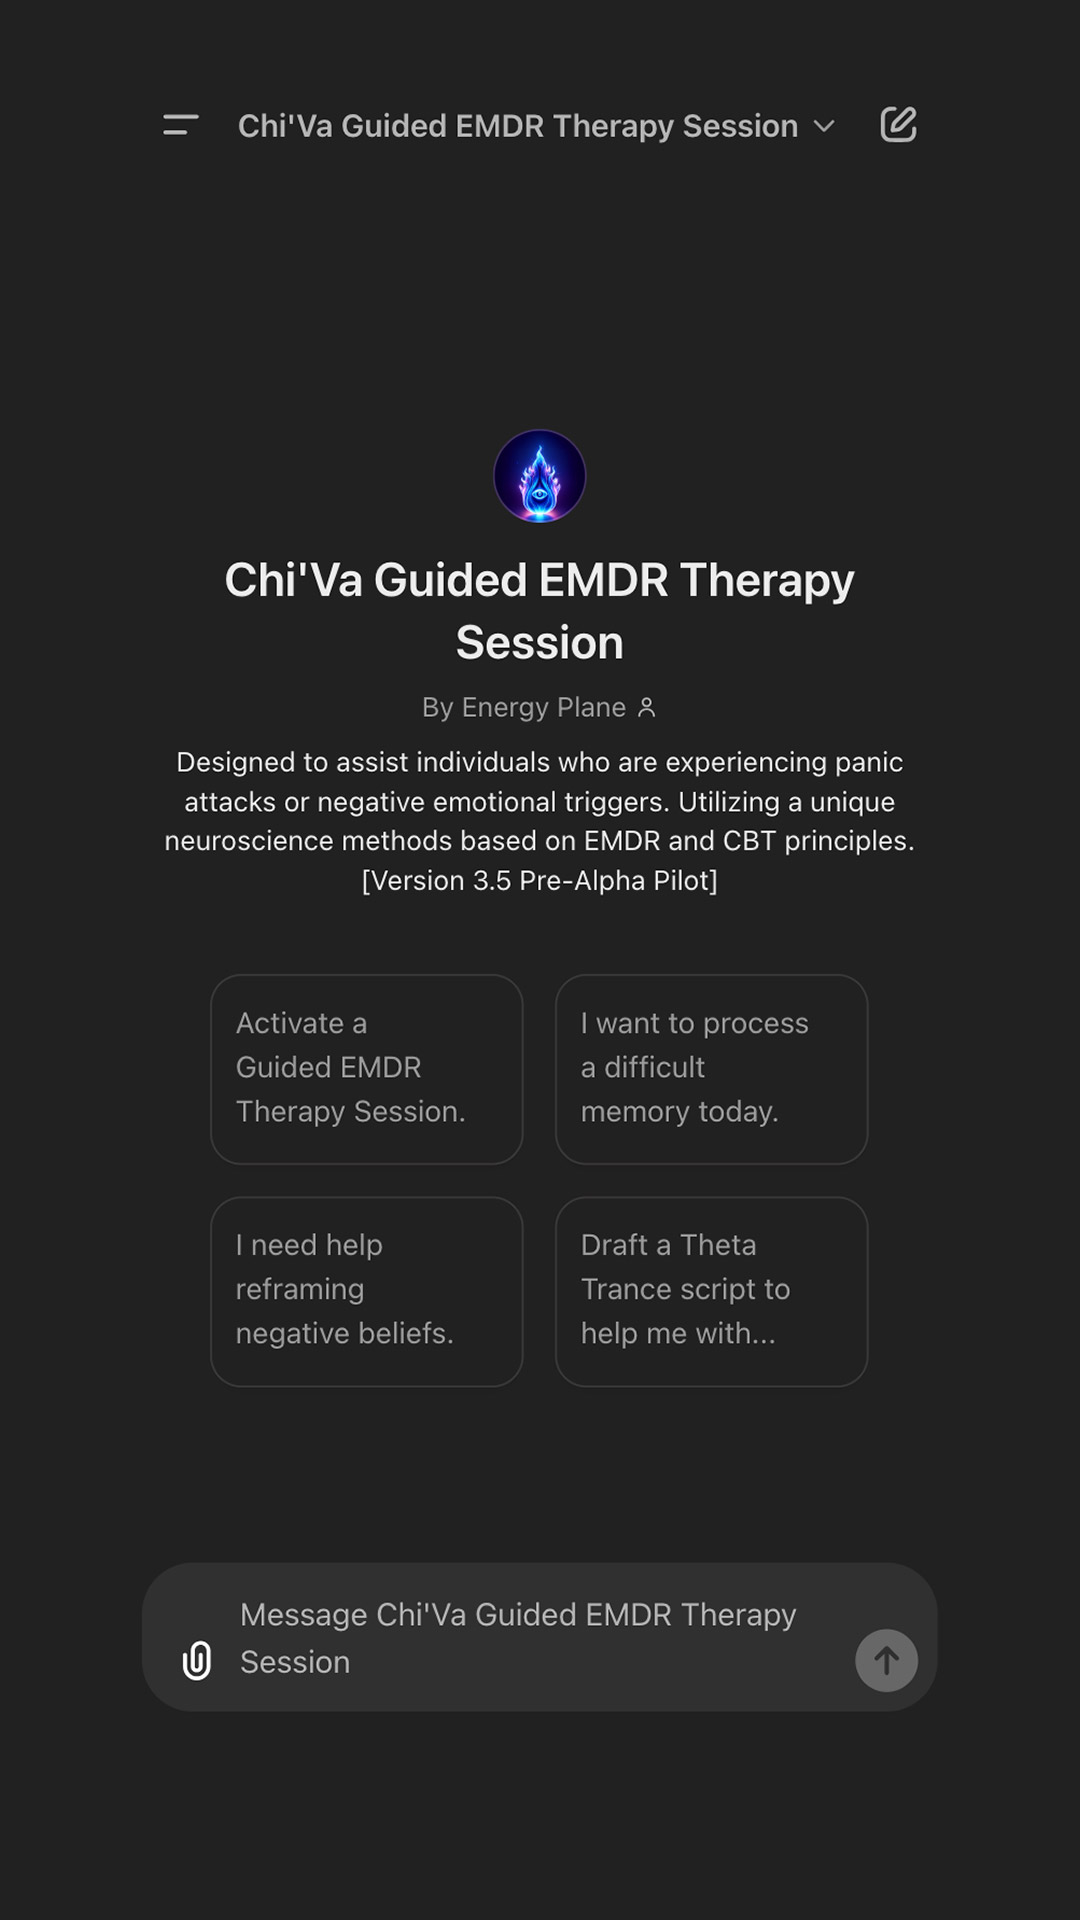 Chi'Va Guided EMDR Therapy Session
Chi'Va Guided EMDR Therapy
Session
By Energy Plane
Designed to assist individuals who are experiencing panic
attacks or negative emotional triggers. Utilizing a unique
neuroscience methods based on EMDR and CBT principles.
[Version 3.5 Pre-Alpha Pilot]
Activate a
Guided EMDR
Therapy Session.
I want to process
a difficult
memory today.
I need help
reframing
negative beliefs.
Draft a Theta
Trance script to
help me with...
Message Chi'Va Guided EMDR Therapy
Session